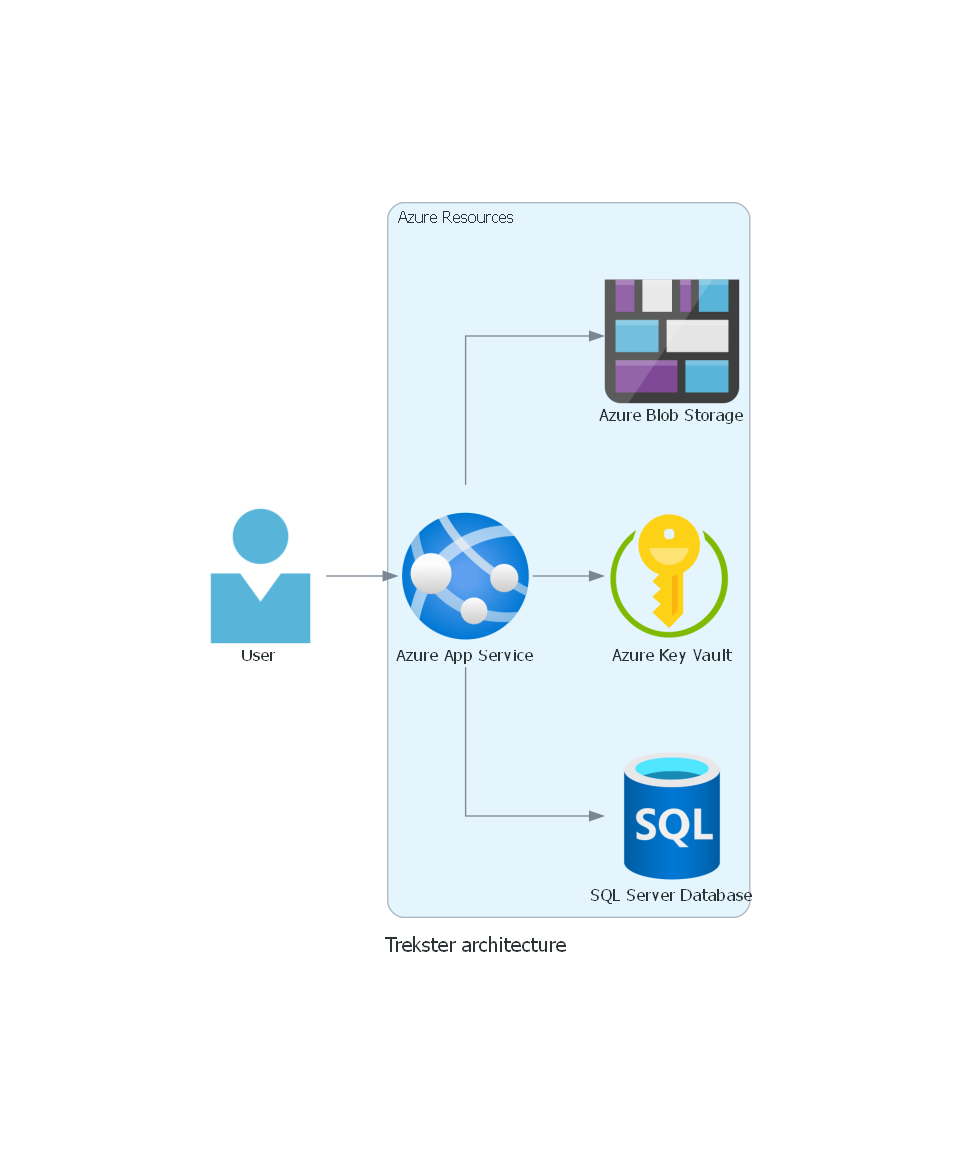 Azure Resources
Azure Blob Storage
User
Azure App Service
Azure Key Vault
SQL
SQL Server Database
Trekster architecture